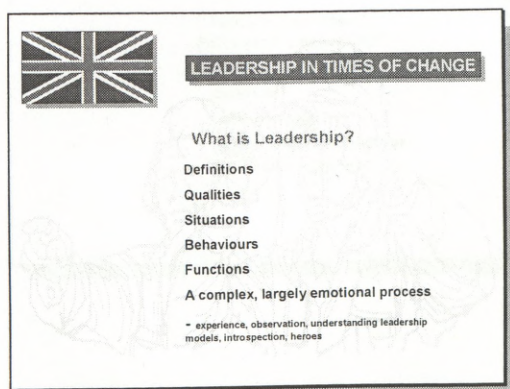 LEADERSHIP IN TIMES OF CHANGE
What is Leadership?
Definitions
Qualities
Situations
Behaviours
Functions
A complex, largely emotional process
- experience, observation, understanding leadership
models, introspection, heroes